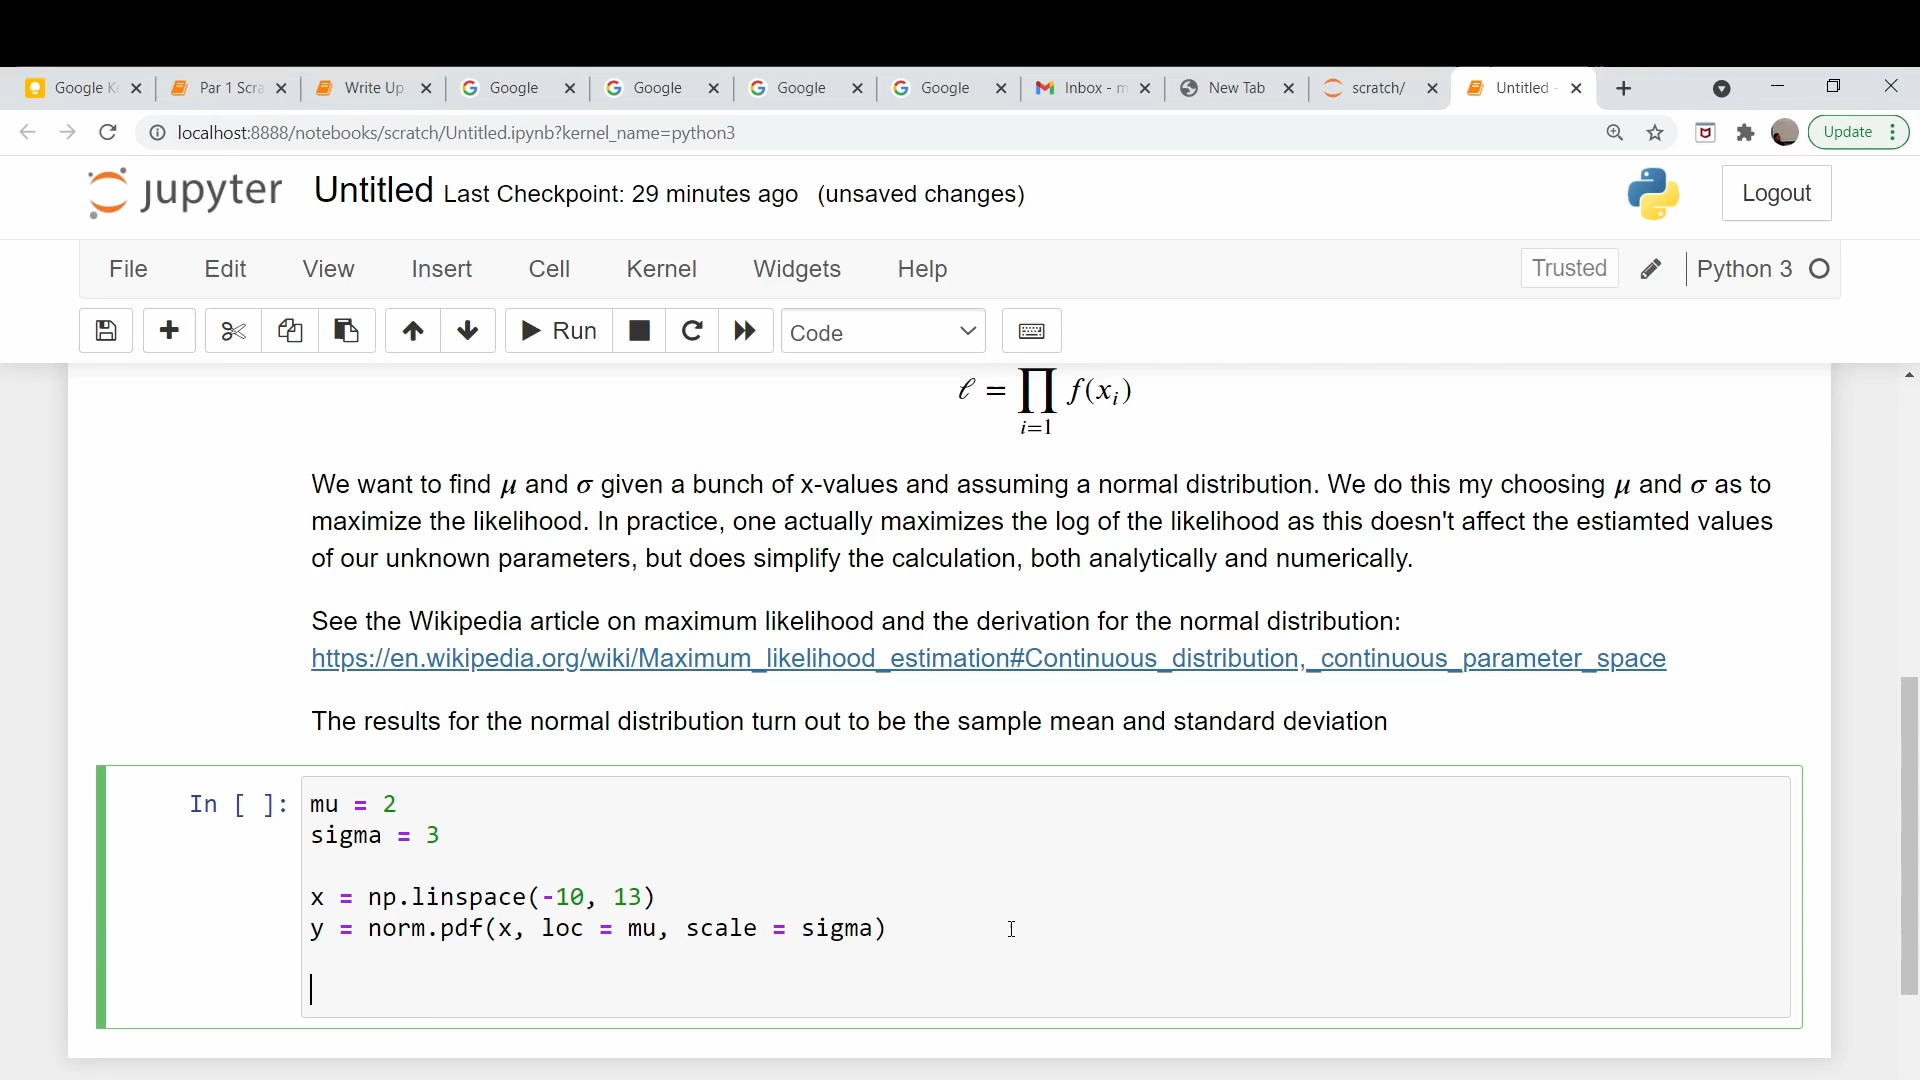 Google Ke
Par 1 Scra
Write Up
Google
Google
Google
Google
Inbox - m
New Tab
scratch/
Untitled -
localhost:8888/notebooks/scratch/Untitled.ipynb?kernel_name=python3
Update
jupyter Untitled Last Checkpoint: 29 minutes ago (unsaved changes)
Logout
File Edit View Insert Cell Kernel Widgets Help
Trusted
Python 3
Run
Code
ℓ = ∏ f(xᵢ)
i=1
We want to find μ and σ given a bunch of x-values and assuming a normal distribution. We do this my choosing μ and σ as to
maximize the likelihood. In practice, one actually maximizes the log of the likelihood as this doesn't affect the estiamted values
of our unknown parameters, but does simplify the calculation, both analytically and numerically.
See the Wikipedia article on maximum likelihood and the derivation for the normal distribution:
https://en.wikipedia.org/wiki/Maximum_likelihood_estimation#Continuous_distribution,_continuous_parameter_space
The results for the normal distribution turn out to be the sample mean and standard deviation
In [ ]: mu = 2
sigma = 3
x = np.linspace(-10, 13)
y = norm.pdf(x, loc = mu, scale = sigma)